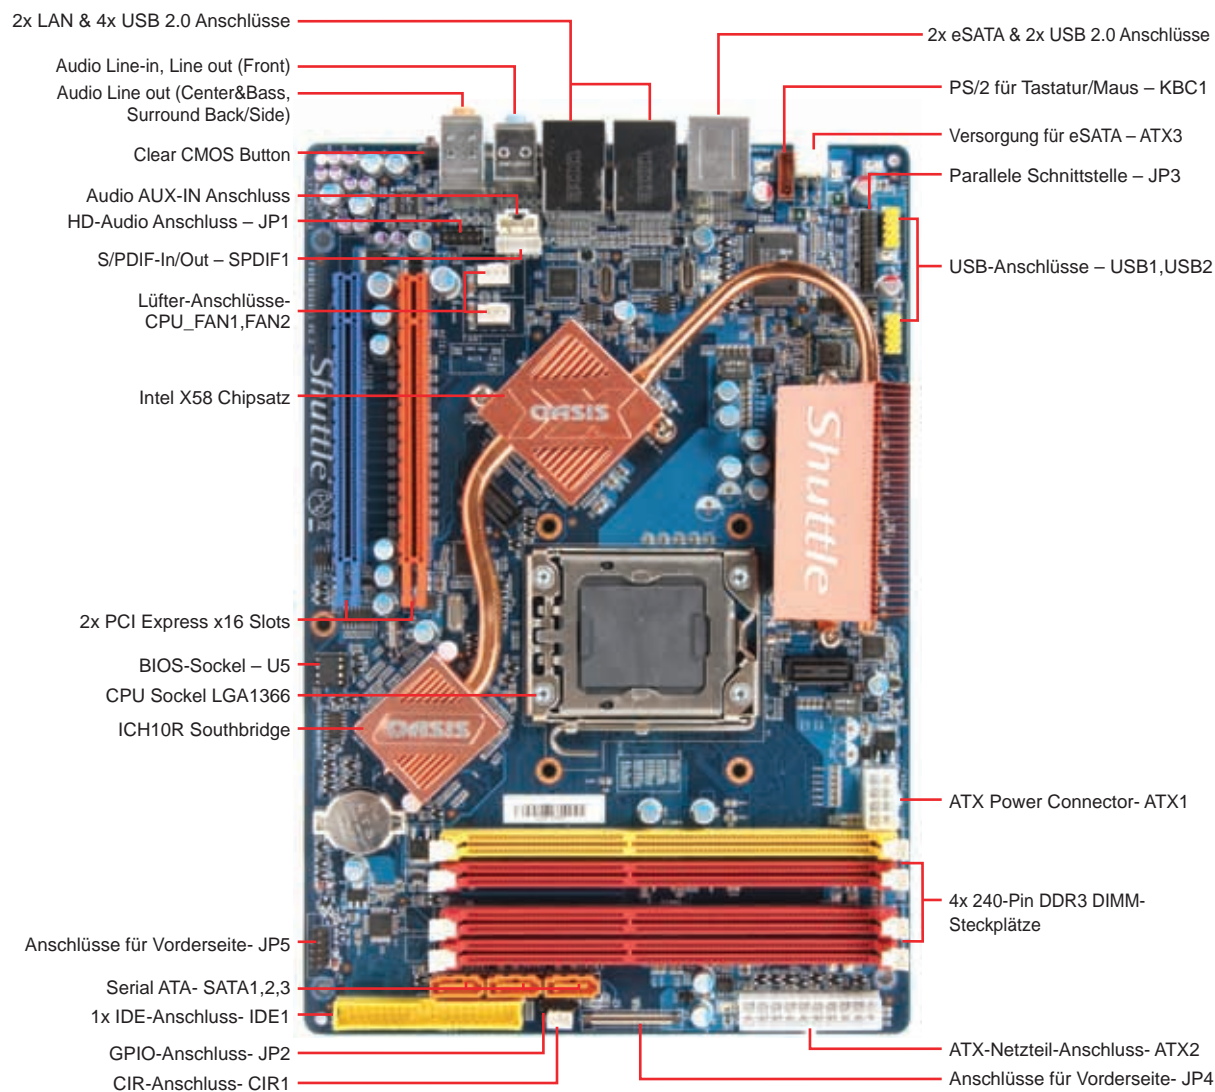 2x LAN & 4x USB 2.0 Anschlüsse
2x eSATA & 2x USB 2.0 Anschlüsse
Audio Line-in, Line out (Front)
PS/2 für Tastatur/Maus – KBC1
Audio Line out (Center&Bass,
Surround Back/Side)
Versorgung für eSATA – ATX3
Clear CMOS Button
Parallele Schnittstelle – JP3
Audio AUX-IN Anschluss
HD-Audio Anschluss – JP1
S/PDIF-In/Out – SPDIF1
USB-Anschlüsse – USB1,USB2
Lüfter-Anschlüsse-
CPU_FAN1,FAN2
Intel X58 Chipsatz
Shuttle
OASIS
Shuttle
2x PCI Express x16 Slots
BIOS-Sockel – U5
CPU Sockel LGA1366
ICH10R Southbridge
OASIS
ATX Power Connector- ATX1
4x 240-Pin DDR3 DIMM-
Steckplätze
Anschlüsse für Vorderseite- JP5
Serial ATA- SATA1,2,3
1x IDE-Anschluss- IDE1
GPIO-Anschluss- JP2
ATX-Netzteil-Anschluss- ATX2
CIR-Anschluss- CIR1
Anschlüsse für Vorderseite- JP4